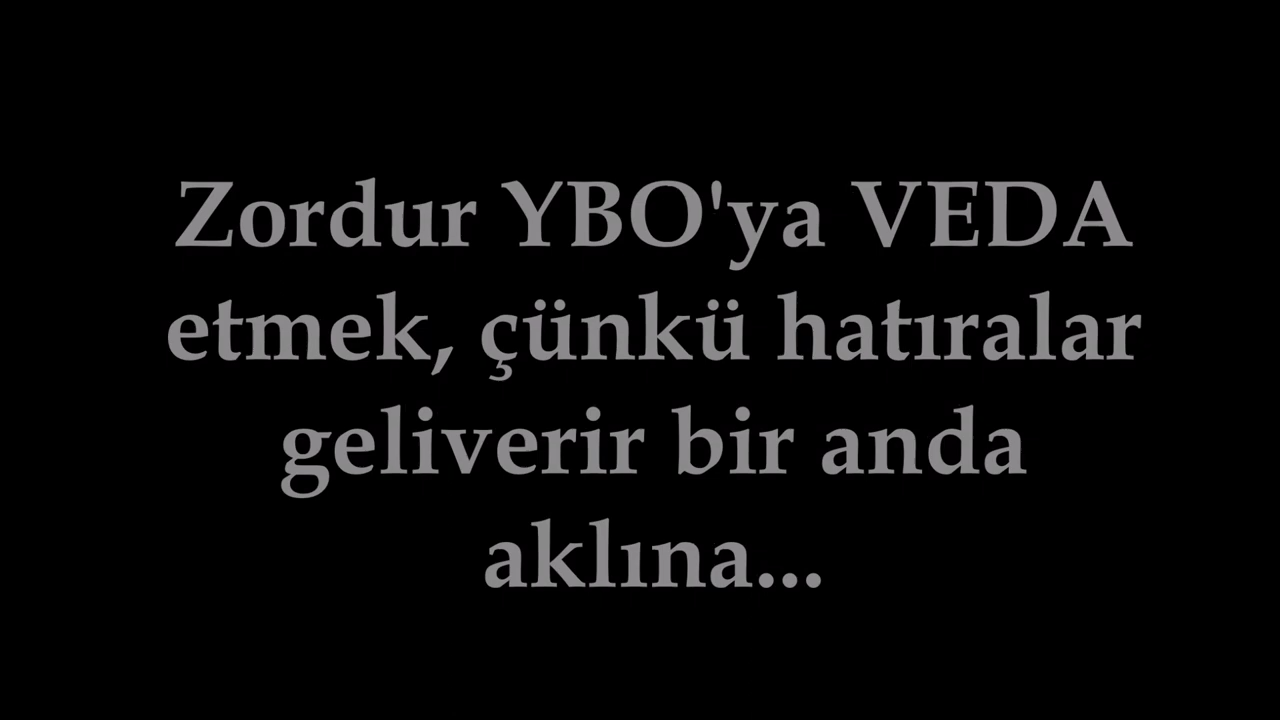 Zordur YBO'ya VEDA
etmek, çünkü hatıralar
geliverir bir anda
aklına...